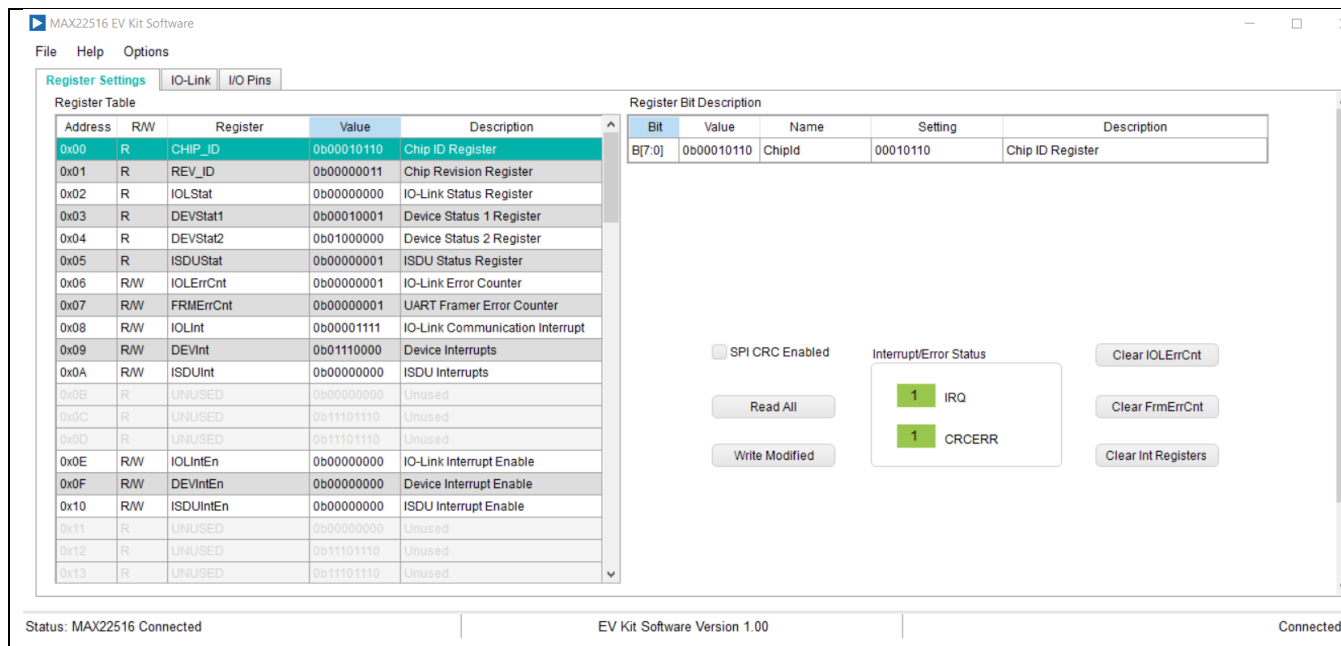 MAX22516 EV Kit Software
File Help Options
Register Settings IO-Link I/O Pins
Register Table
Address R/W Register Value Description
0x00 R CHIP_ID 0b00010110 Chip ID Register
0x01 R REV_ID 0b00000011 Chip Revision Register
0x02 R IOLStat 0b00000000 IO-Link Status Register
0x03 R DEVStat1 0b00010001 Device Status 1 Register
0x04 R DEVStat2 0b01000000 Device Status 2 Register
0x05 R ISDUStat 0b00000001 ISDU Status Register
0x06 R/W IOLErrCnt 0b00000001 IO-Link Error Counter
0x07 R/W FRMErrCnt 0b00000001 UART Framer Error Counter
0x08 R/W IOLInt 0b00001111 IO-Link Communication Interrupt
0x09 R/W DEVInt 0b01110000 Device Interrupts
0x0A R/W ISDUInt 0b00000000 ISDU Interrupts
0x0B R UNUSED 0b00000000 Unused
0x0C R UNUSED 0b11101110 Unused
0x0D R UNUSED 0b11101110 Unused
0x0E R/W IOLIntEn 0b00000000 IO-Link Interrupt Enable
0x0F R/W DEVIntEn 0b00000000 Device Interrupt Enable
0x10 R/W ISDUIntEn 0b00000000 ISDU Interrupt Enable
0x11 R UNUSED 0b00000000 Unused
0x12 R UNUSED 0b11101110 Unused
0x13 R UNUSED 0b11101110 Unused
Register Bit Description
Bit Value Name Setting Description
B[7:0] 0b00010110 ChipId 00010110 Chip ID Register
SPI CRC Enabled
Read All
Write Modified
Interrupt/Error Status
1 IRQ
1 CRCERR
Clear IOLErrCnt
Clear FrmErrCnt
Clear Int Registers
Status: MAX22516 Connected EV Kit Software Version 1.00 Connected